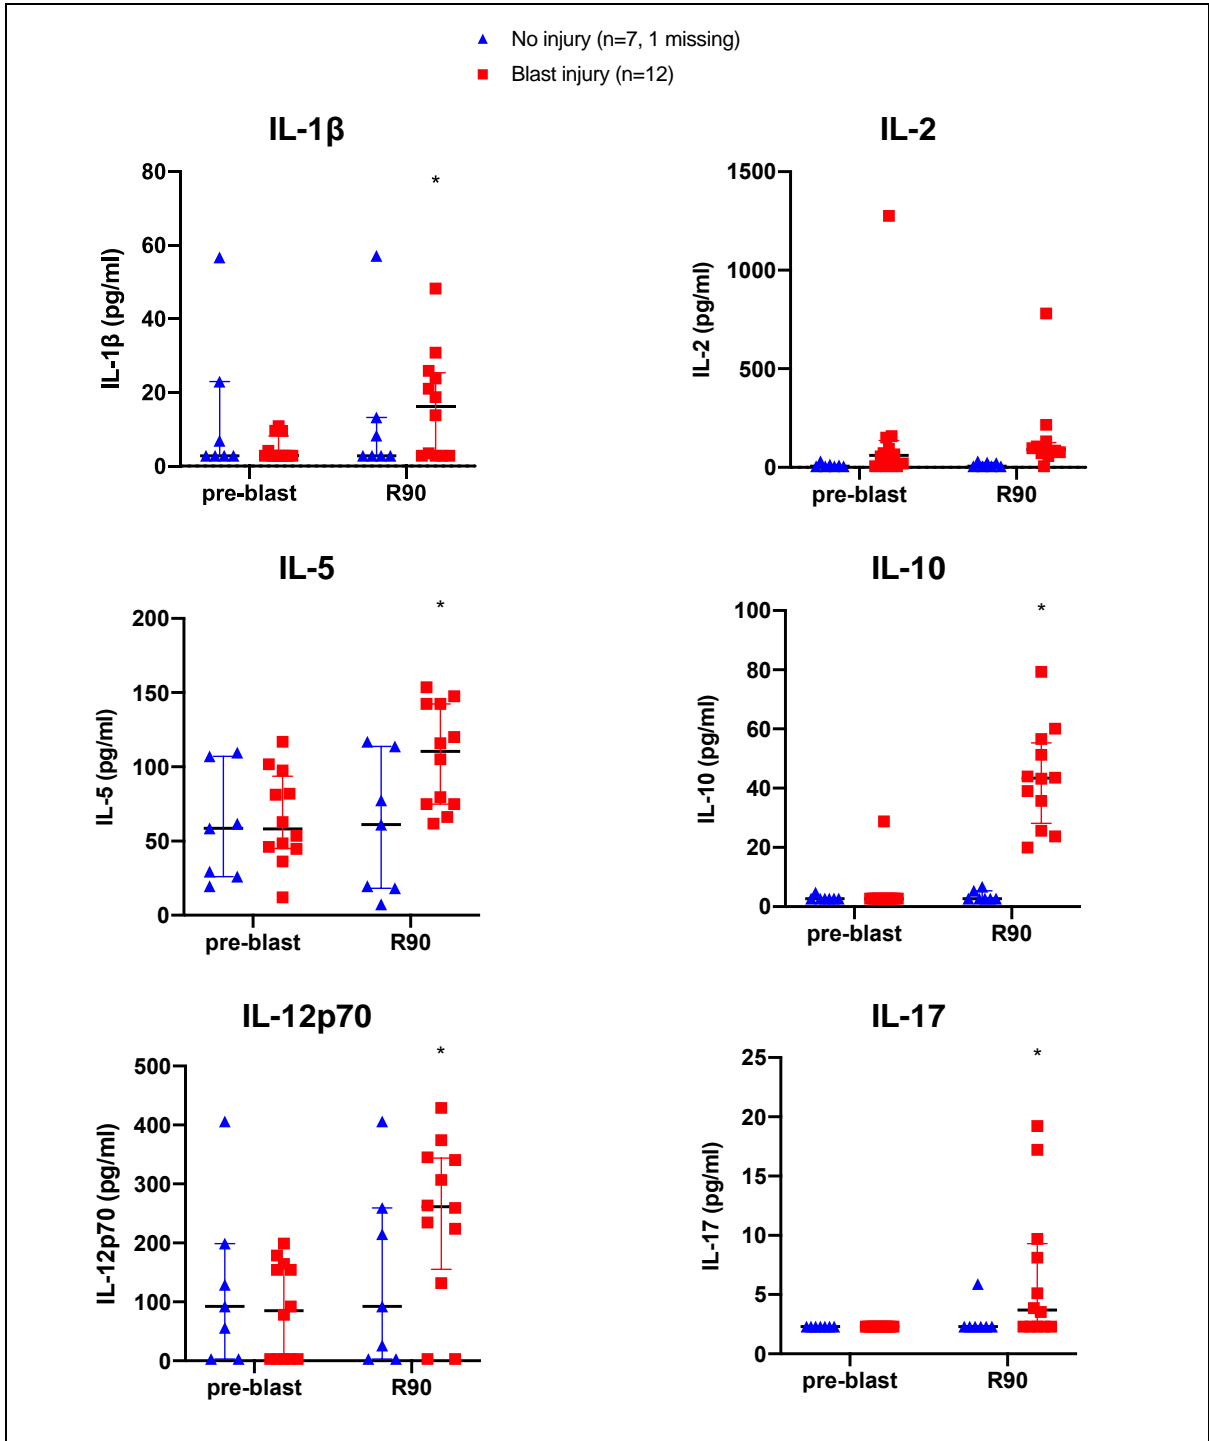 No injury (n=7, 1 missing)
Blast injury (n=12)
IL-1β
IL-1β (pg/ml)
80
60
40
20
0
*
pre-blast
R90
IL-2
IL-2 (pg/ml)
1500
1000
500
0
pre-blast
R90
IL-5
IL-5 (pg/ml)
200
150
100
50
0
*
pre-blast
R90
IL-10
IL-10 (pg/ml)
100
80
60
40
20
0
*
pre-blast
R90
IL-12p70
IL-12p70 (pg/ml)
500
400
300
200
100
0
*
pre-blast
R90
IL-17
IL-17 (pg/ml)
25
20
15
10
5
0
*
pre-blast
R90